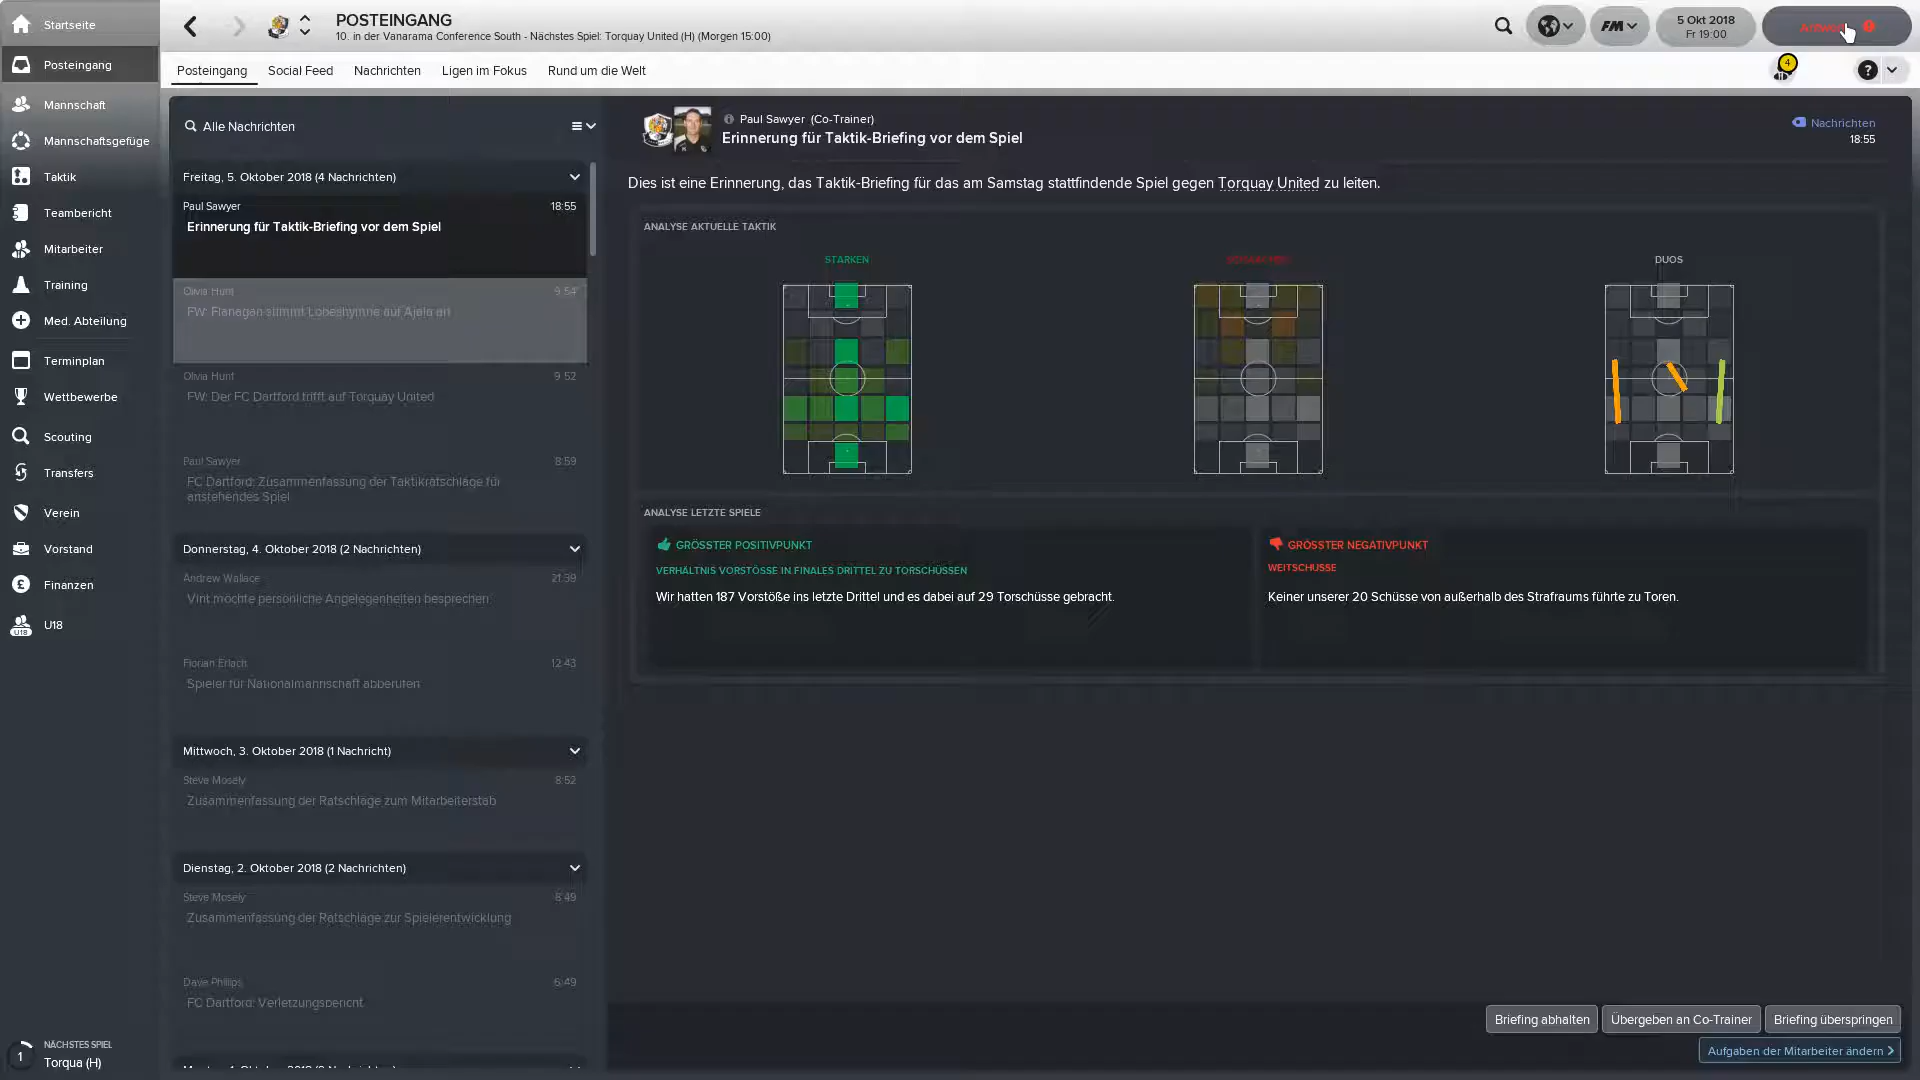 Startseite
Posteingang
Mannschaft
Mannschaftsgefüge
Taktik
Teambericht
Mitarbeiter
Training
Med. Abteilung
Terminplan
Wettbewerbe
Scouting
Transfers
Verein
Vorstand
Finanzen
U18
U18
NÄCHSTES SPIEL
1
Torqua (H)
POSTEINGANG
10. in der Vanarama Conference South - Nächstes Spiel: Torquay United (H) (Morgen 15:00)
FM
5 Okt 2018
Fr 19:00
Posteingang Social Feed Nachrichten Ligen im Fokus Rund um die Welt
4
?
Alle Nachrichten
Freitag, 5. Oktober 2018 (4 Nachrichten)
Paul Sawyer 18:55
Erinnerung für Taktik-Briefing vor dem Spiel
Olivia Hunt 9:54
FW: Flanagan stimmt Lobeshymne auf Ajala an
Olivia Hunt 9:52
FW: Der FC Dartford trifft auf Torquay United
Paul Sawyer 8:59
FC Dartford: Zusammenfassung der Taktikratschläge für
anstehendes Spiel
Donnerstag, 4. Oktober 2018 (2 Nachrichten)
Andrew Wallace 21:39
Vint möchte persönliche Angelegenheiten besprechen
Florian Erlach 12:43
Spieler für Nationalmannschaft abberufen
Mittwoch, 3. Oktober 2018 (1 Nachricht)
Steve Mosely 8:52
Zusammenfassung der Ratschläge zum Mitarbeiterstab
Dienstag, 2. Oktober 2018 (2 Nachrichten)
Steve Mosely 8:49
Zusammenfassung der Ratschläge zur Spielerentwicklung
Dave Phillips 6:49
FC Dartford: Verletzungsbericht
Paul Sawyer (Co-Trainer)
Erinnerung für Taktik-Briefing vor dem Spiel
Nachrichten
18:55
Dies ist eine Erinnerung, das Taktik-Briefing für das am Samstag stattfindende Spiel gegen Torquay United zu leiten.
ANALYSE AKTUELLE TAKTIK
STÄRKEN
DUOS
ANALYSE LETZTE SPIELE
GRÖSSTER POSITIVPUNKT
VERHÄLTNIS VORSTÖSSE IN FINALES DRITTEL ZU TORSCHÜSSEN
Wir hatten 187 Vorstöße ins letzte Drittel und es dabei auf 29 Torschüsse gebracht.
GRÖSSTER NEGATIVPUNKT
WEITSCHÜSSE
Keiner unserer 20 Schüsse von außerhalb des Strafraums führte zu Toren.
Briefing abhalten
Übergeben an Co-Trainer
Briefing überspringen
Aufgaben der Mitarbeiter ändern